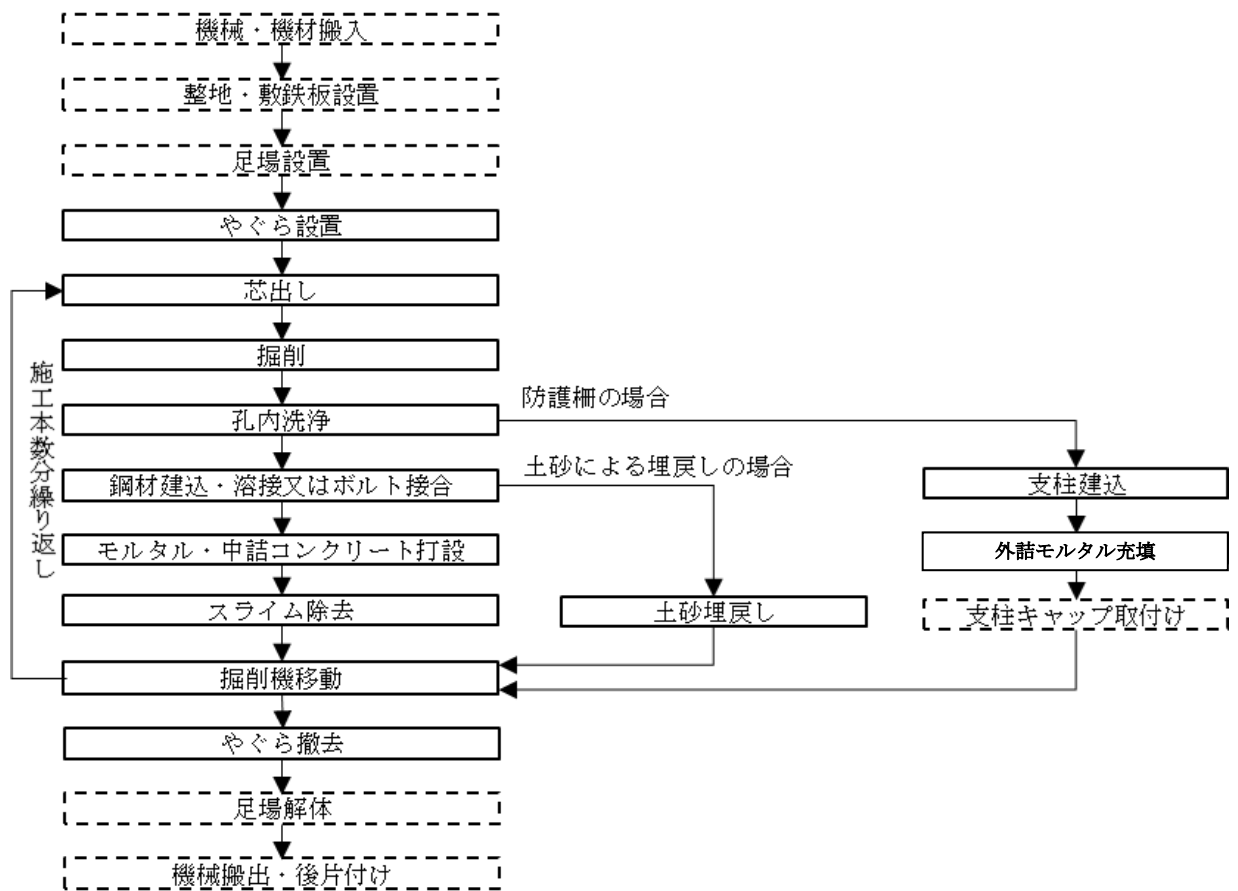 機械・機材搬入
整地・敷鉄板設置
足場設置
やぐら設置
芯出し
掘削
孔内洗浄
防護柵の場合
鋼材建込・溶接又はボルト接合
土砂による埋戻しの場合
支柱建込
モルタル・中詰コンクリート打設
外詰モルタル充填
スライム除去
土砂埋戻し
支柱キャップ取付け
掘削機移動
施工本数分繰り返し
やぐら撤去
足場解体
機械搬出・後片付け